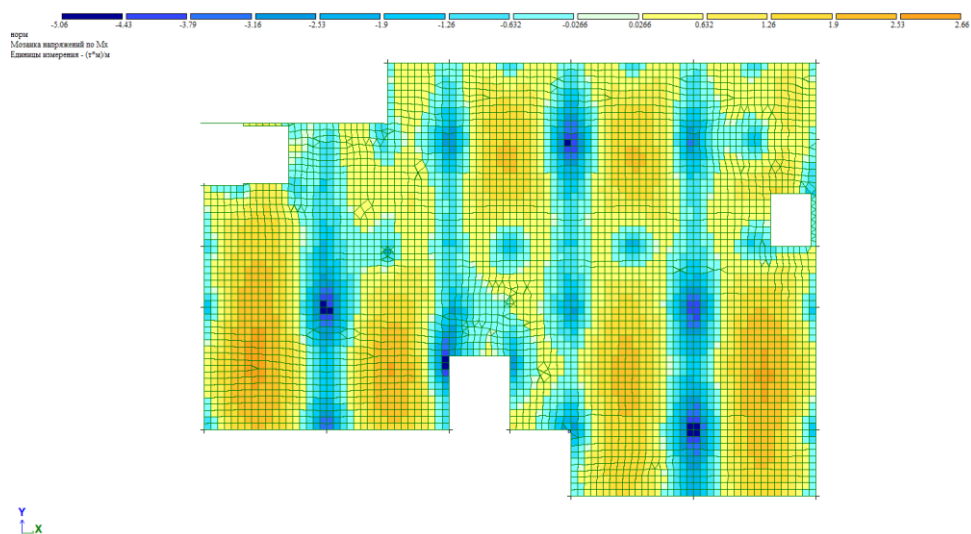 -5.06 -4.43 -3.79 -3.16 -2.53 -1.9 -1.26 -0.632 -0.0266 0.0266 0.632 1.26 1.9 2.53 2.66
норм
Мозаика напряжений по Mx
Единицы измерения - (т*м)/м
Y
X